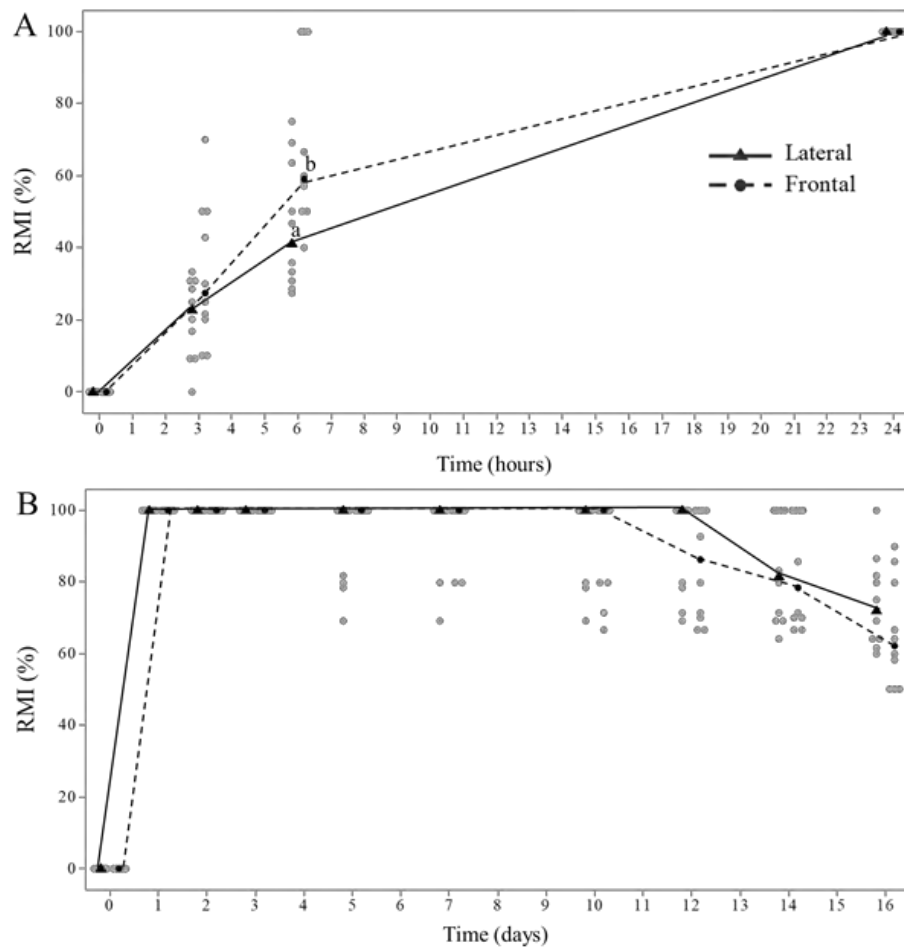 A
100
80
60
40
20
0
RMI (%)
b
a
Lateral
Frontal
0 1 2 3 4 5 6 7 8 9 10 11 12 13 14 15 16 17 18 19 20 21 22 23 24
Time (hours)
B
100
80
60
40
20
0
RMI (%)
0 1 2 3 4 5 6 7 8 9 10 11 12 13 14 15 16
Time (days)